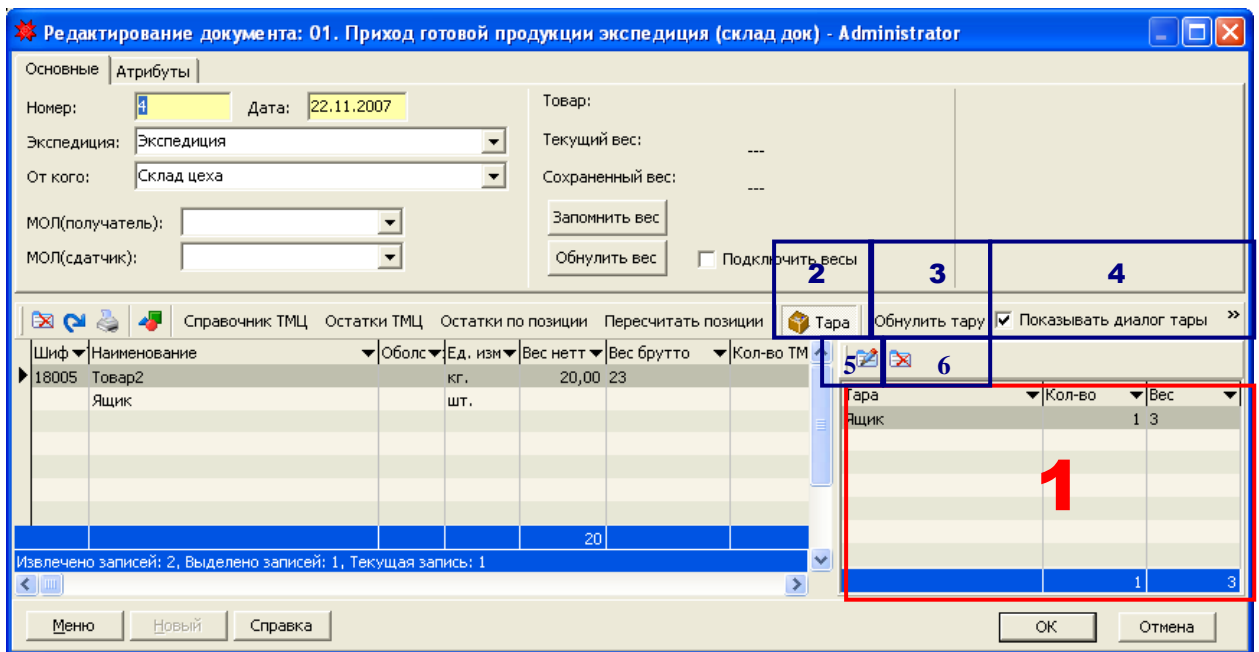 Редактирование документа: 01. Приход готовой продукции экспедиция (склад док) - Administrator
Основные Атрибуты
Номер: 4 Дата: 22.11.2007 Товар:
Экспедиция: Экспедиция Текущий вес: ---
От кого: Склад цеха Сохраненный вес: ---
МОЛ(получатель): Запомнить вес
МОЛ(сдатчик): Обнулить вес Подключить весы
2 3 4
Справочник ТМЦ Остатки ТМЦ Остатки по позиции Пересчитать позиции Тара Обнулить тару Показывать диалог тары »
Шиф Наименование Оболо Ед. изм Вес нетт Вес брутто Кол-во ТМ 5 6
18005 Товар2 кг. 20,00 23 Тара Кол-во Вес
Ящик шт. Ящик 1 3
1
20
Извлечено записей: 2, Выделено записей: 1, Текущая запись: 1
1 3
Меню Новый Справка ОК Отмена